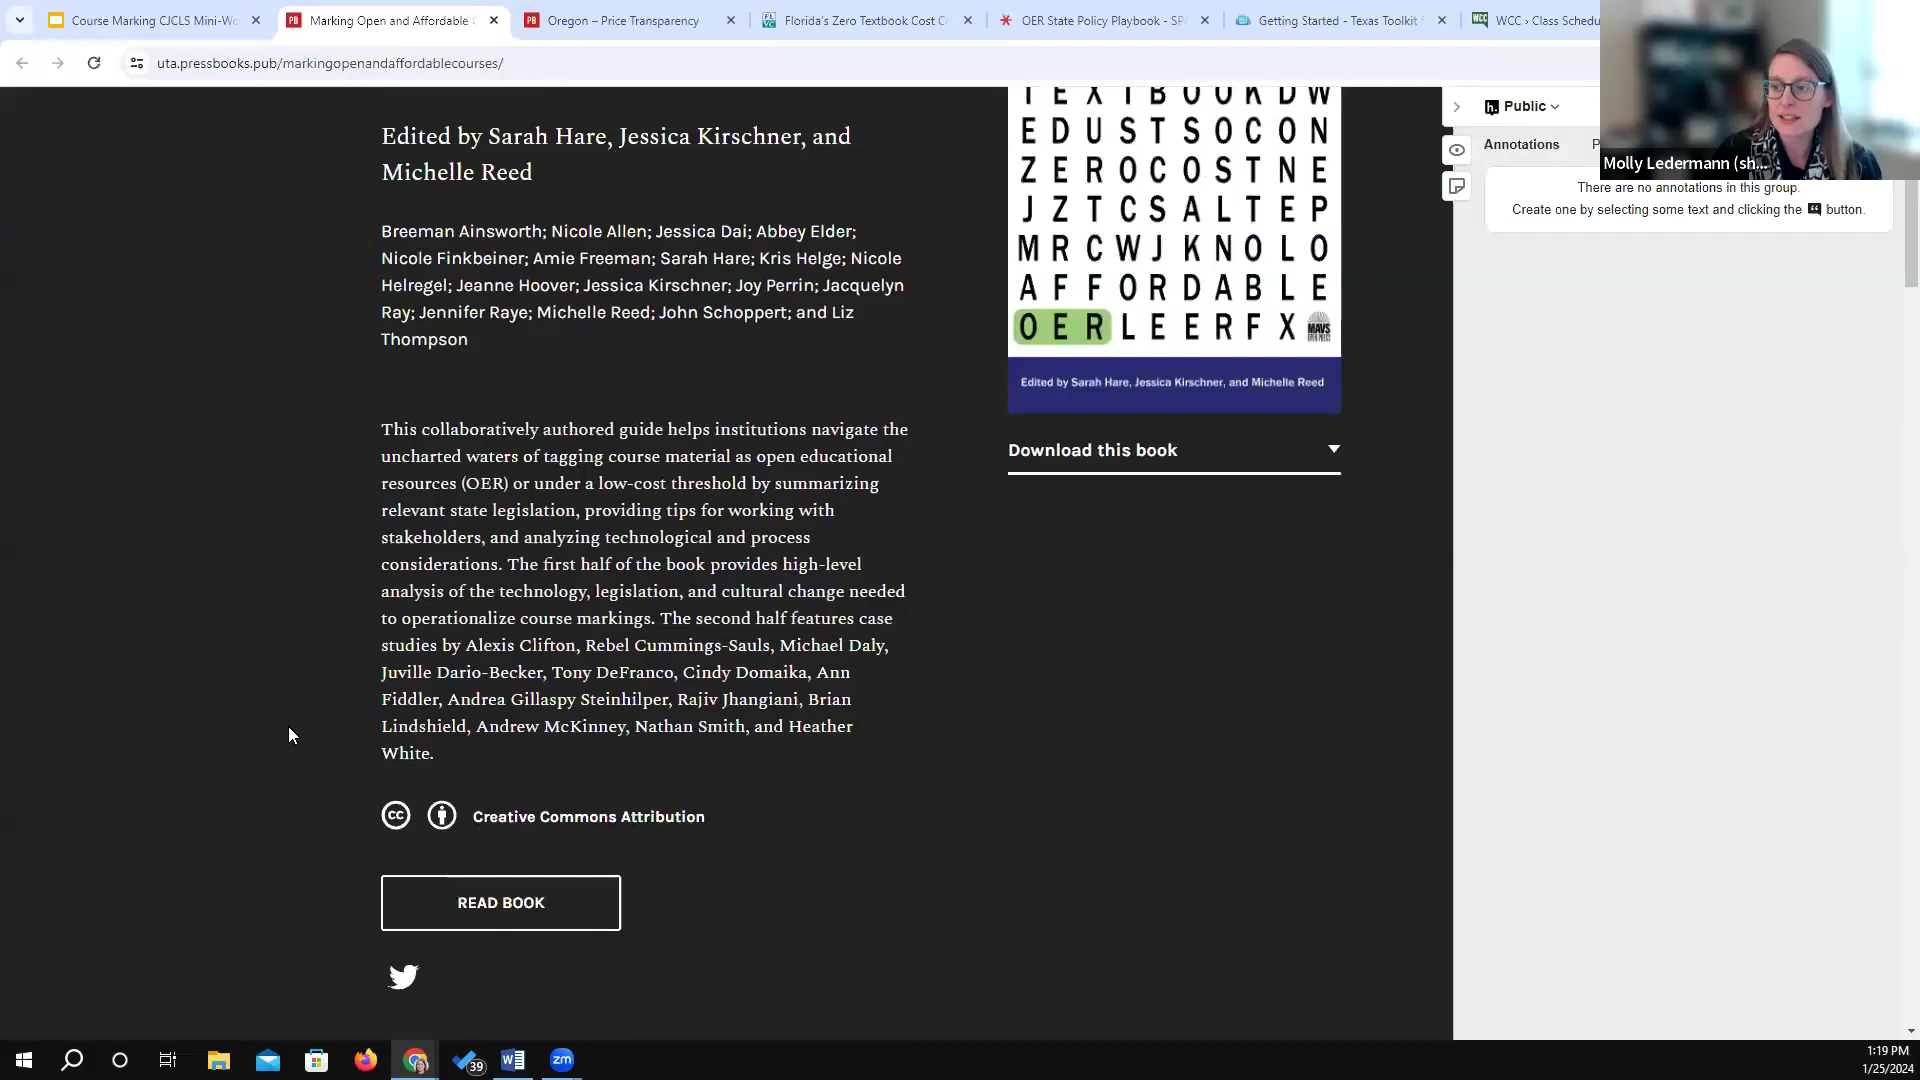 Course Marking CJCLS Mini-Wo
Marking Open and Affordable C
Oregon – Price Transparency
Florida's Zero Textbook Cost C
OER State Policy Playbook - SP
Getting Started - Texas Toolkit f
WCC › Class Schedu
uta.pressbooks.pub/markingopenandaffordablecourses/
Edited by Sarah Hare, Jessica Kirschner, and
Michelle Reed
Breeman Ainsworth; Nicole Allen; Jessica Dai; Abbey Elder;
Nicole Finkbeiner; Amie Freeman; Sarah Hare; Kris Helge; Nicole
Helregel; Jeanne Hoover; Jessica Kirschner; Joy Perrin; Jacquelyn
Ray; Jennifer Raye; Michelle Reed; John Schoppert; and Liz
Thompson
This collaboratively authored guide helps institutions navigate the
uncharted waters of tagging course material as open educational
resources (OER) or under a low-cost threshold by summarizing
relevant state legislation, providing tips for working with
stakeholders, and analyzing technological and process
considerations. The first half of the book provides high-level
analysis of the technology, legislation, and cultural change needed
to operationalize course markings. The second half features case
studies by Alexis Clifton, Rebel Cummings-Sauls, Michael Daly,
Juville Dario-Becker, Tony DeFranco, Cindy Domaika, Ann
Fiddler, Andrea Gillaspy Steinhilper, Rajiv Jhangiani, Brian
Lindshield, Andrew McKinney, Nathan Smith, and Heather
White.
Creative Commons Attribution
READ BOOK
T E X T B O O K D W
E D U S T S O C O N
Z E R O C O S T N E
J Z T C S A L T E P
M R C W J K N O L O
A F F O R D A B L E
O E R L E E R F X
MAVS
OPEN PRESS
Edited by Sarah Hare, Jessica Kirschner, and Michelle Reed
Download this book
Public
Annotations P
There are no annotations in this group.
Create one by selecting some text and clicking the button.
Molly Ledermann (sh...
39
zm
1:19 PM
1/25/2024